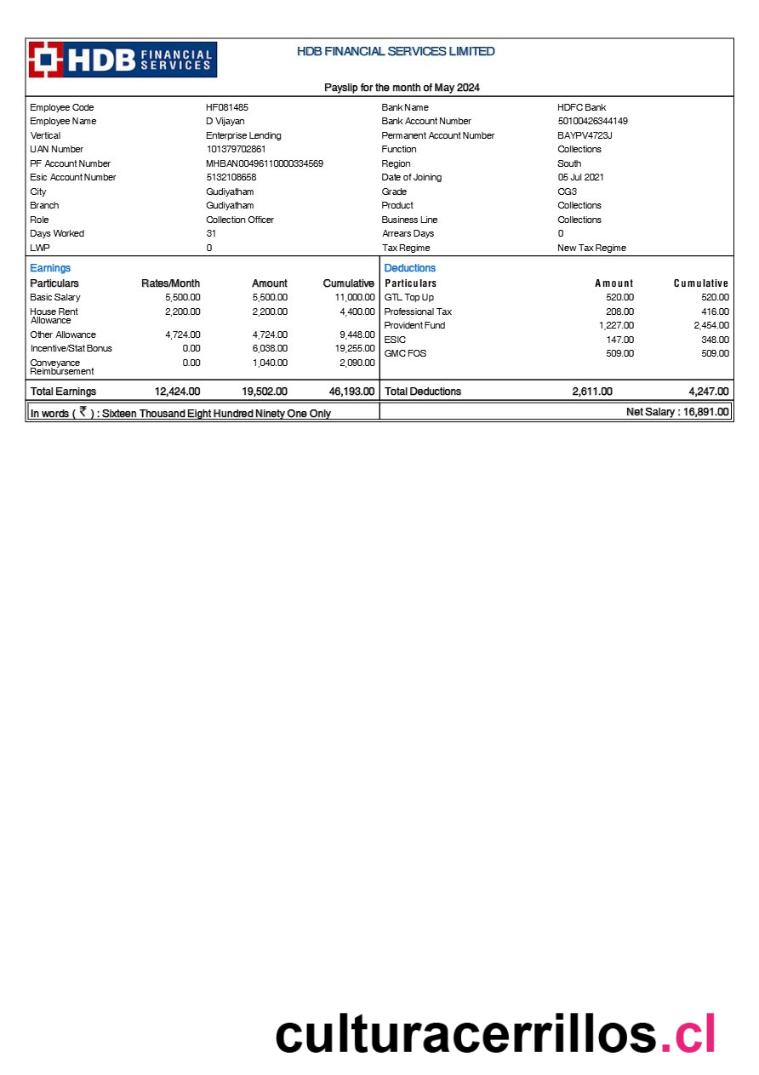 HDB FINANCIAL SERVICES
HDB FINANCIAL SERVICES LIMITED
Payslip for the month of May 2024
Employee Code HF081485 Bank Name HDFC Bank
Employee Name D Vijayan Bank Account Number 50100426344149
Vertical Enterprise Lending Permanent Account Number BAYPV4723J
UAN Number 101379702861 Function Collections
PF Account Number MHBAN00496110000334569 Region South
Esic Account Number 5132108658 Date of Joining 05 Jul 2021
City Gudiyatham Grade CG3
Branch Gudiyatham Product Collections
Role Collection Officer Business Line Collections
Days Worked 31 Arrears Days 0
LWP 0 Tax Regime New Tax Regime
Earnings Deductions
Particulars Rates/Month Amount Cumulative Particulars Amount Cumulative
Basic Salary 5,500.00 5,500.00 11,000.00 GTL Top Up 520.00 520.00
House Rent Allowance 2,200.00 2,200.00 4,400.00 Professional Tax 208.00 416.00
Other Allowance 4,724.00 4,724.00 9,448.00 Provident Fund 1,227.00 2,454.00
Incentive/Stat Bonus 0.00 6,038.00 19,255.00 ESIC 147.00 348.00
Conveyance Reimbursement 0.00 1,040.00 2,090.00 GMC FOS 509.00 509.00
Total Earnings 12,424.00 19,502.00 46,193.00 Total Deductions 2,611.00 4,247.00
In words ( ₹ ) : Sixteen Thousand Eight Hundred Ninety One Only Net Salary : 16,891.00
culturacerrillos.cl